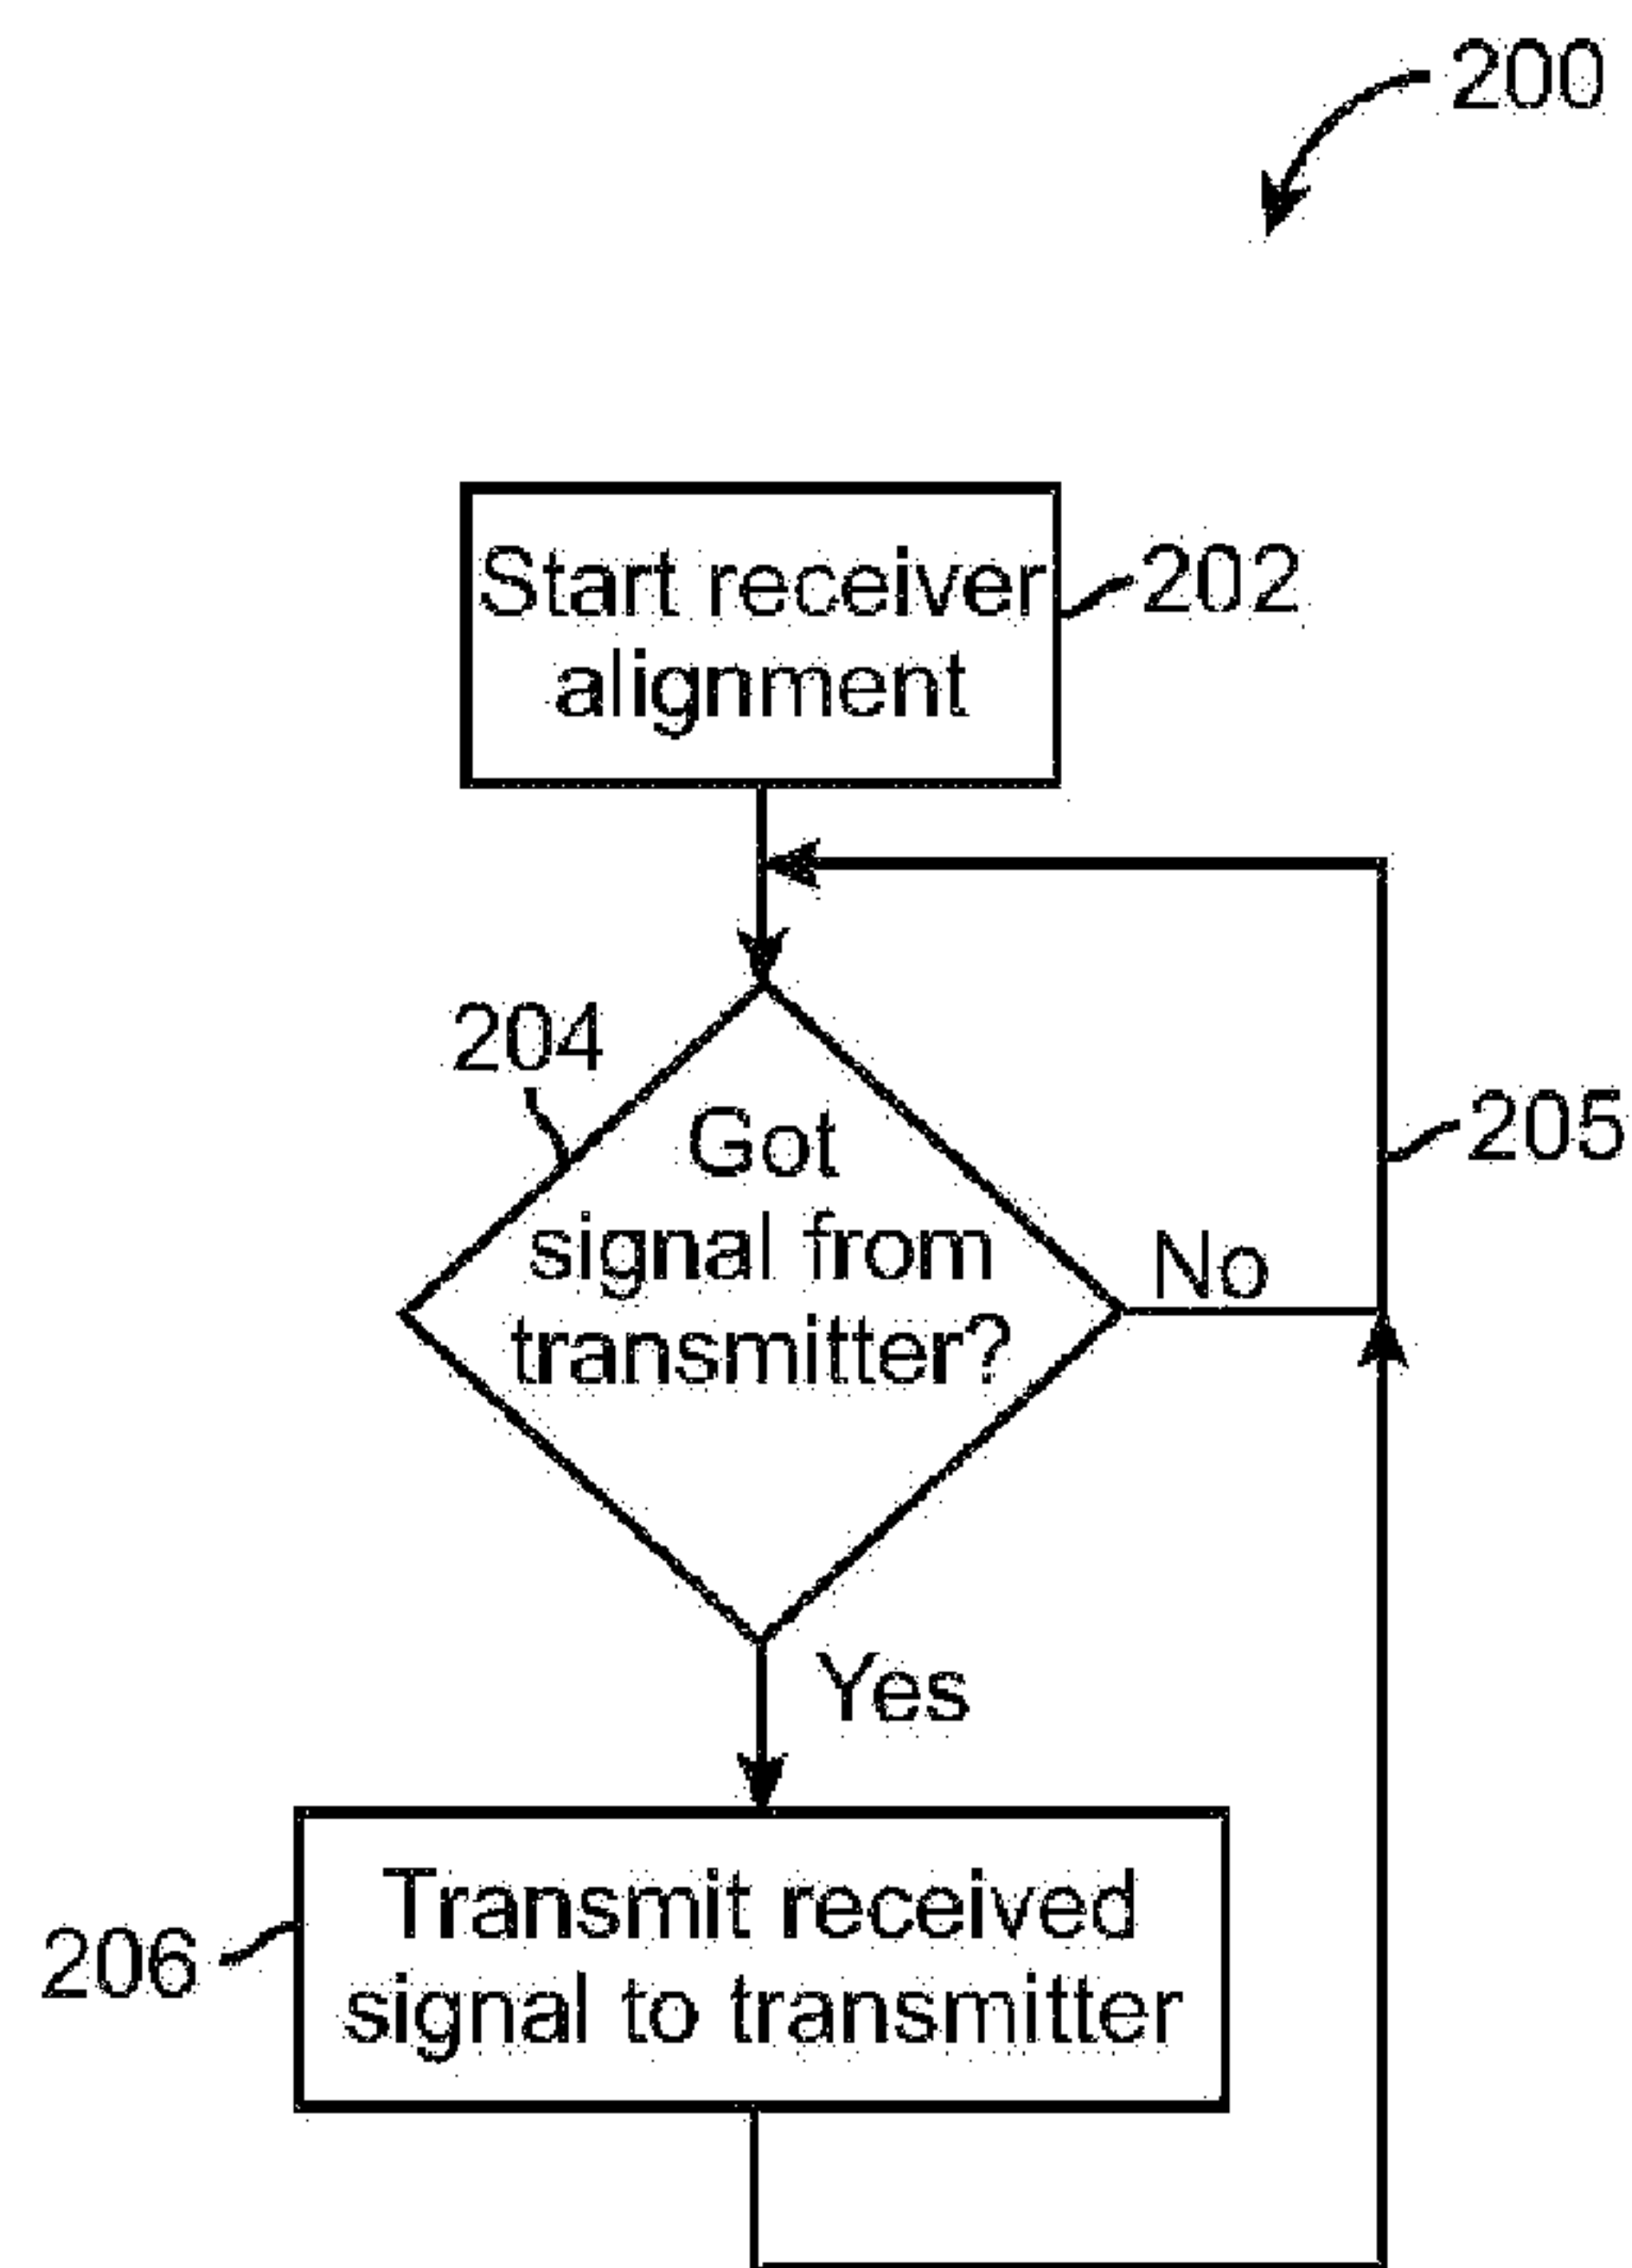 200
Start receiver
alignment
202
204
Got
signal from
transmitter?
No
205
Yes
Transmit received
signal to transmitter
206